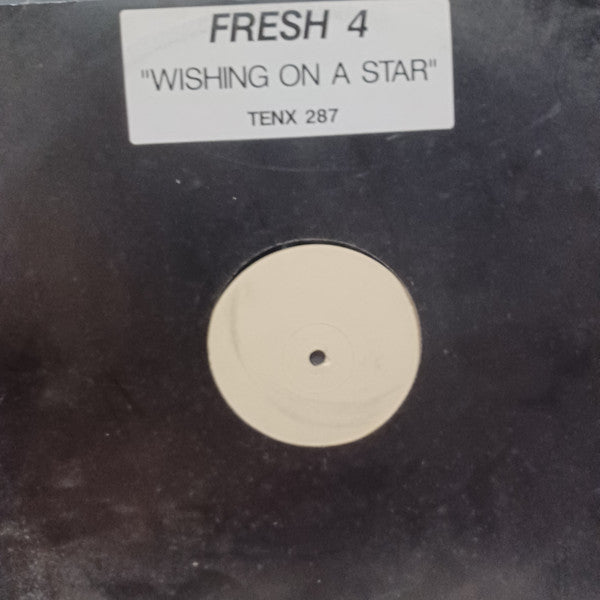 FRESH 4
"WISHING ON A STAR"
TENX 287